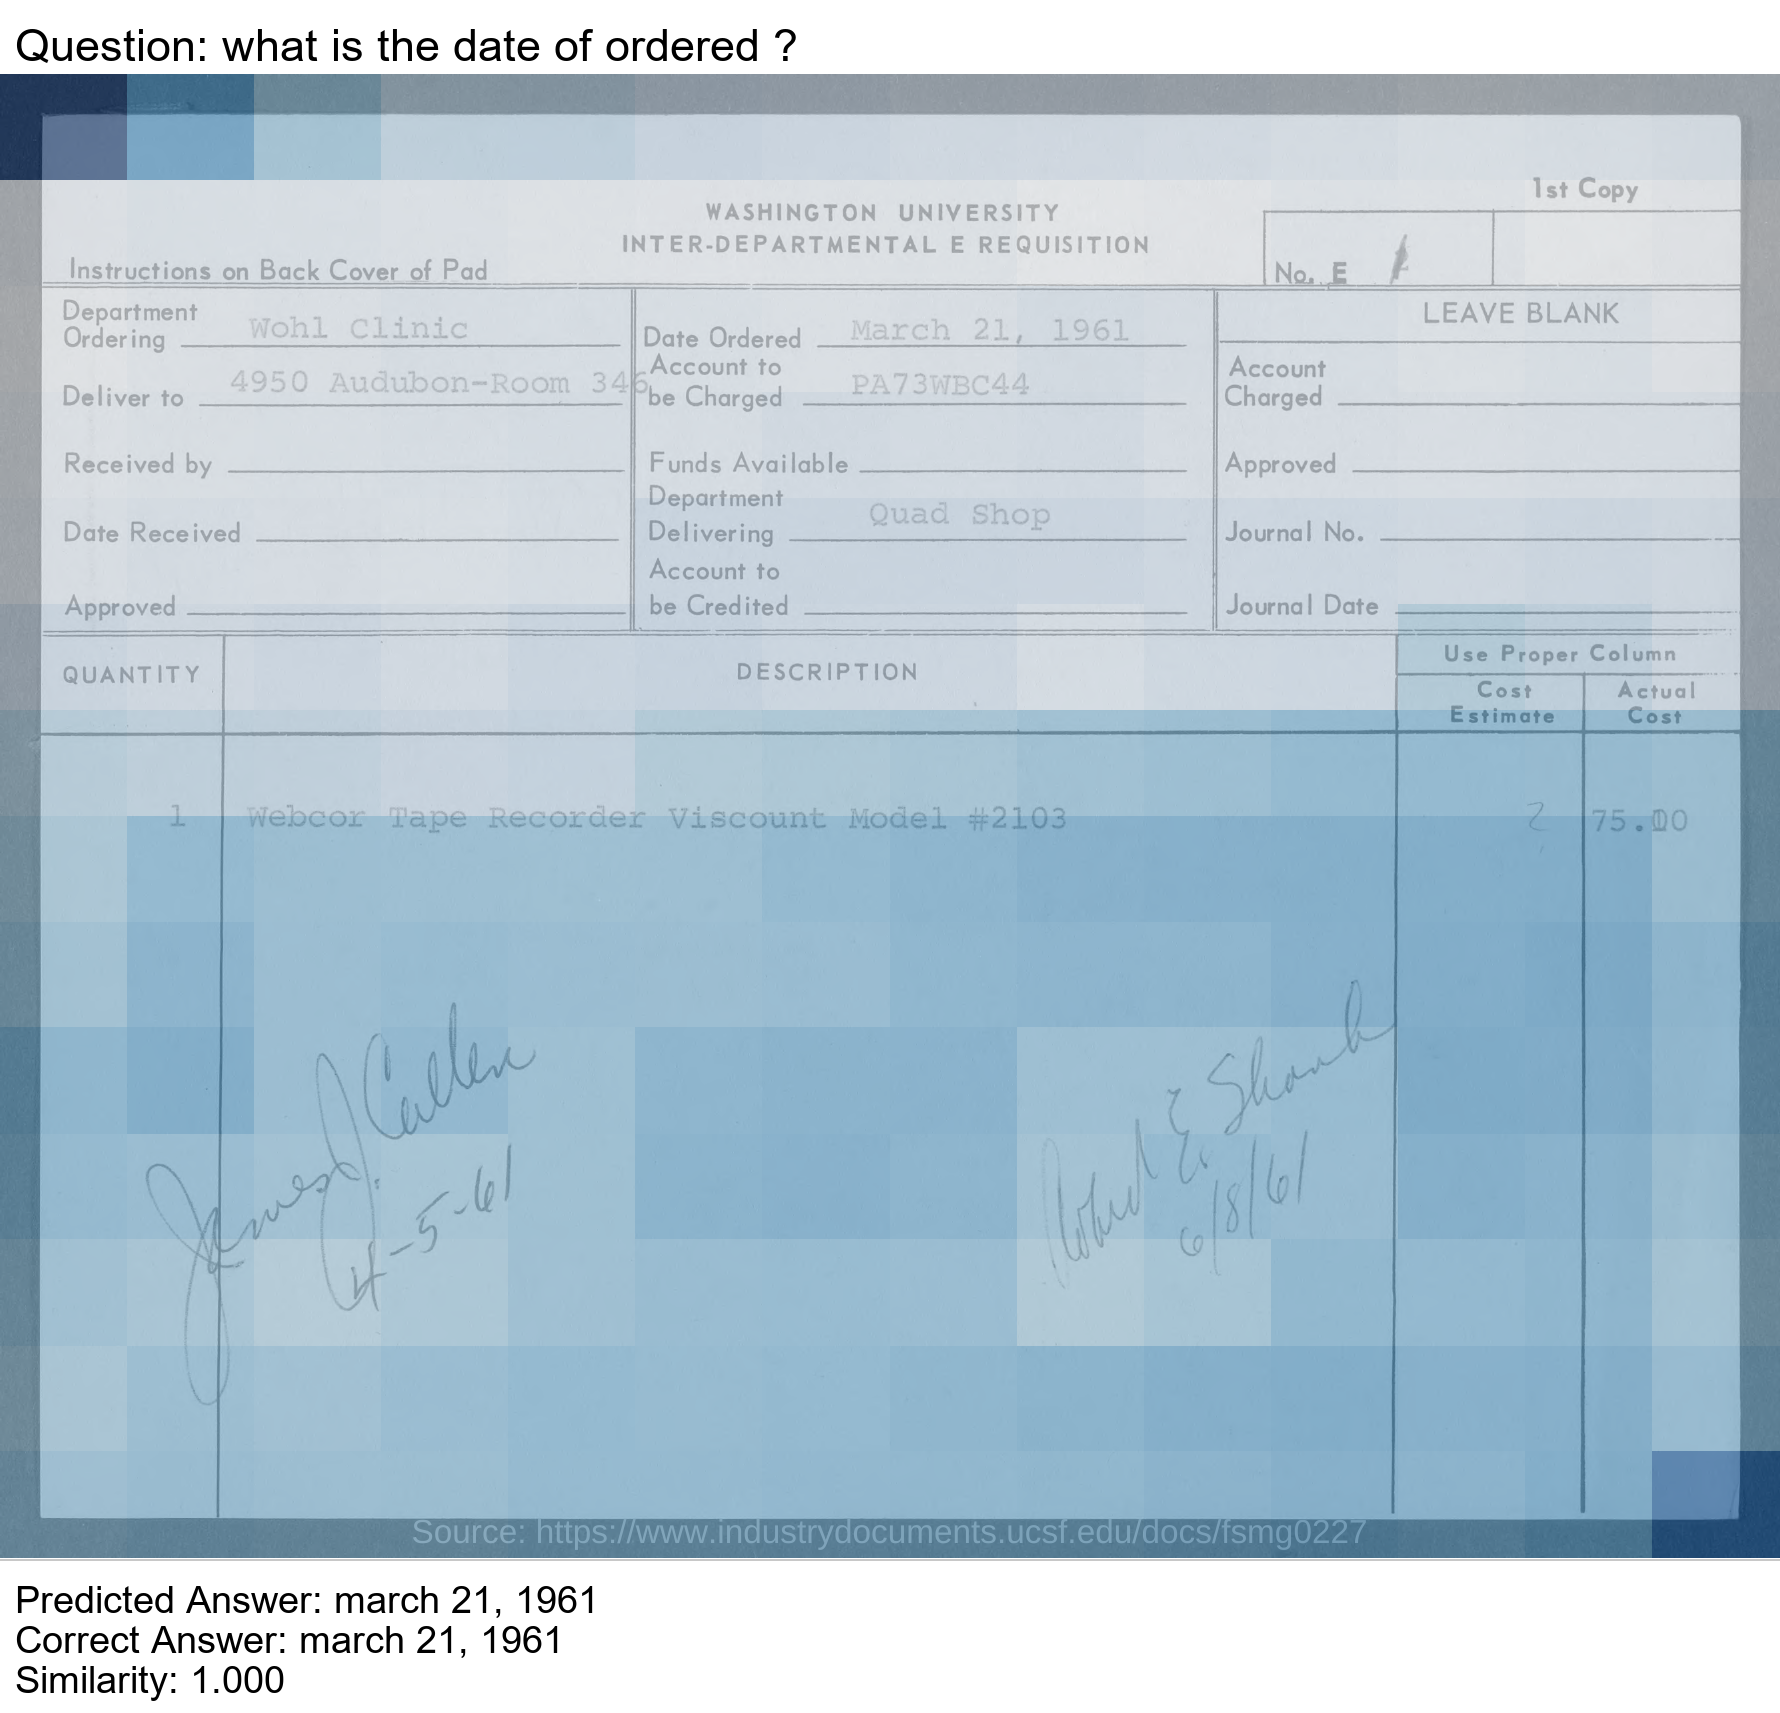 Question: what is the date of ordered ?
1st Copy
WASHINGTON UNIVERSITY
INTER-DEPARTMENTAL E REQUISITION
Instructions on Back Cover of Pad
No. E
Department
Ordering Wohl Clinic
Date Ordered March 21, 1961
LEAVE BLANK
Deliver to 4950 Audubon-Room 346
Account to
be Charged PA73WBC44
Account
Charged
Received by
Funds Available
Approved
Date Received
Department
Delivering Quad Shop
Journal No.
Approved
Account to
be Credited
Journal Date
QUANTITY
DESCRIPTION
Use Proper Column
Cost
Estimate
Actual
Cost
1 Webcor Tape Recorder Viscount Model #2103 2 75.00
James J. Cullen
4-5-61
Robert E. Shank
6/8/61
Source: https://www.industrydocuments.ucsf.edu/docs/fsmg0227
Predicted Answer: march 21, 1961
Correct Answer: march 21, 1961
Similarity: 1.000